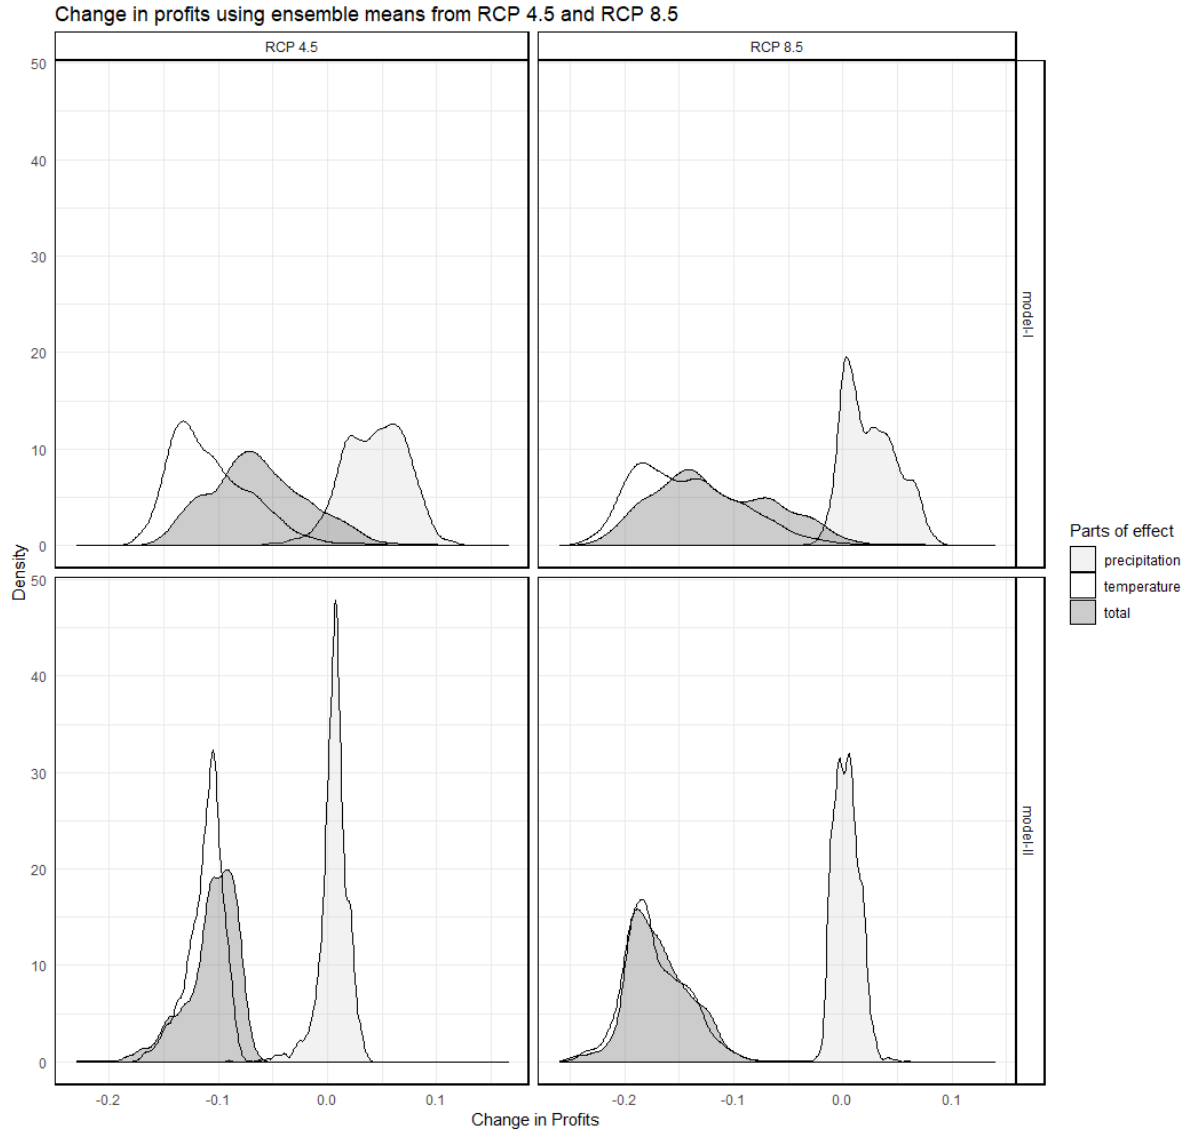 Change in profits using ensemble means from RCP 4.5 and RCP 8.5
RCP 4.5
RCP 8.5
50
40
30
20
10
0
model-I
Density
50
40
30
20
10
0
model-II
-0.2
-0.1
0.0
0.1
-0.2
-0.1
0.0
0.1
Change in Profits
Parts of effect
precipitation
temperature
total